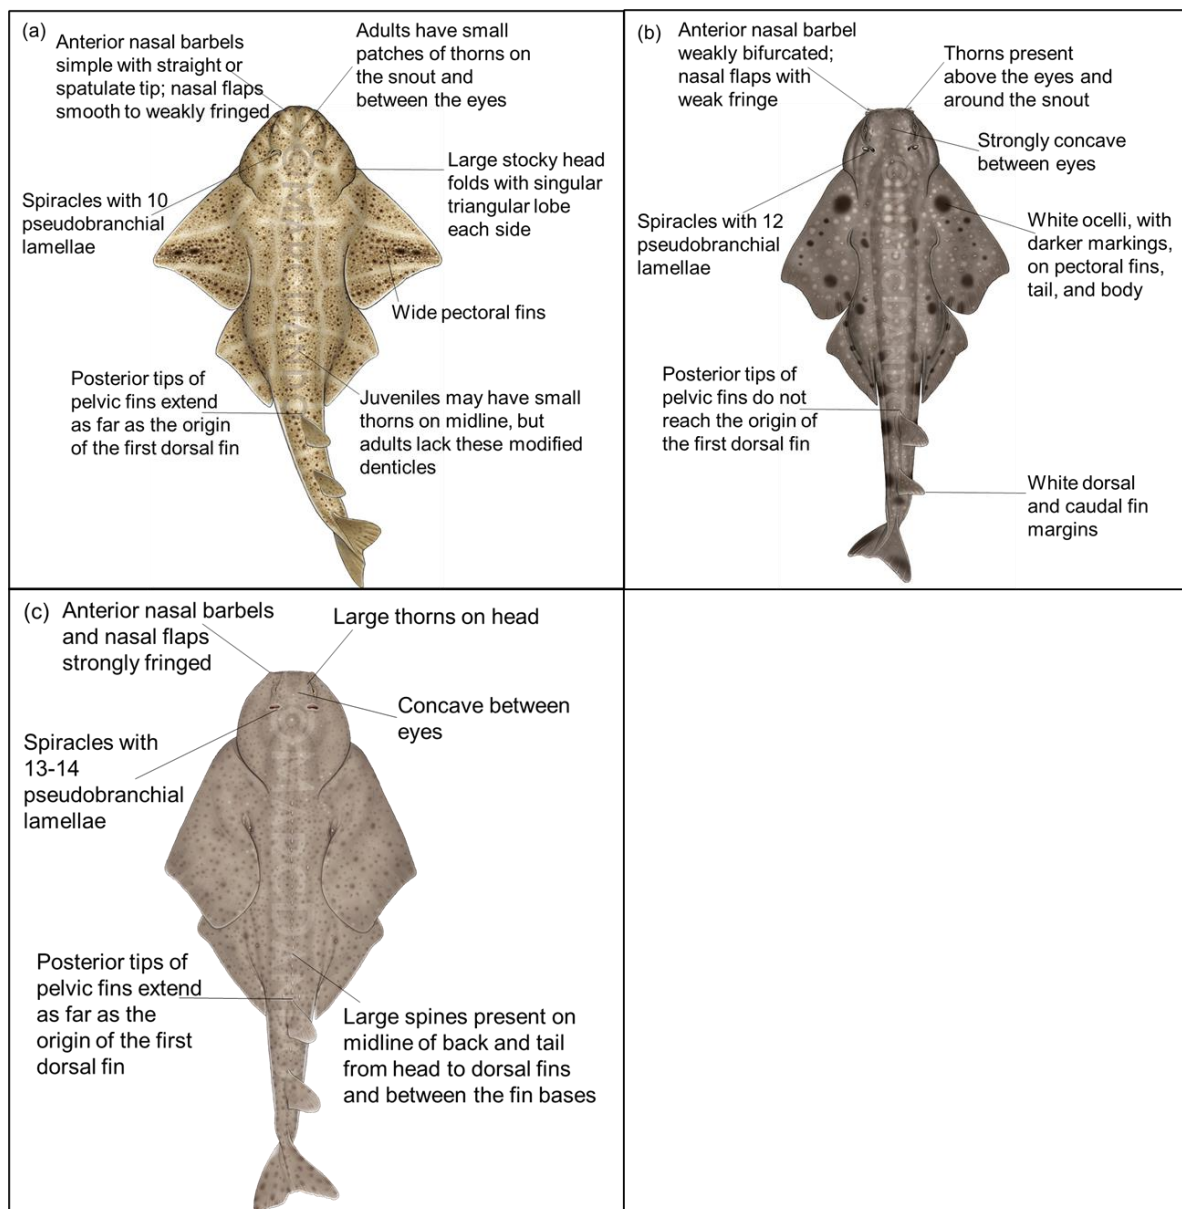 (a)
Anterior nasal barbels
simple with straight or
spatulate tip; nasal flaps
smooth to weakly fringed
Adults have small
patches of thorns on
the snout and
between the eyes
Large stocky head
folds with singular
triangular lobe
each side
Spiracles with 10
pseudobranchial
lamellae
Wide pectoral fins
Posterior tips of
pelvic fins extend
as far as the origin
of the first dorsal fin
Juveniles may have small
thorns on midline, but
adults lack these modified
denticles
(b)
Anterior nasal barbel
weakly bifurcated;
nasal flaps with
weak fringe
Thorns present
above the eyes and
around the snout
Strongly concave
between eyes
Spiracles with 12
pseudobranchial
lamellae
White ocelli, with
darker markings,
on pectoral fins,
tail, and body
Posterior tips of
pelvic fins do not
reach the origin of
the first dorsal fin
White dorsal
and caudal fin
margins
(c)
Anterior nasal barbels
and nasal flaps
strongly fringed
Large thorns on head
Concave between
eyes
Spiracles with
13-14
pseudobranchial
lamellae
Posterior tips of
pelvic fins extend
as far as the
origin of the first
dorsal fin
Large spines present on
midline of back and tail
from head to dorsal fins
and between the fin bases